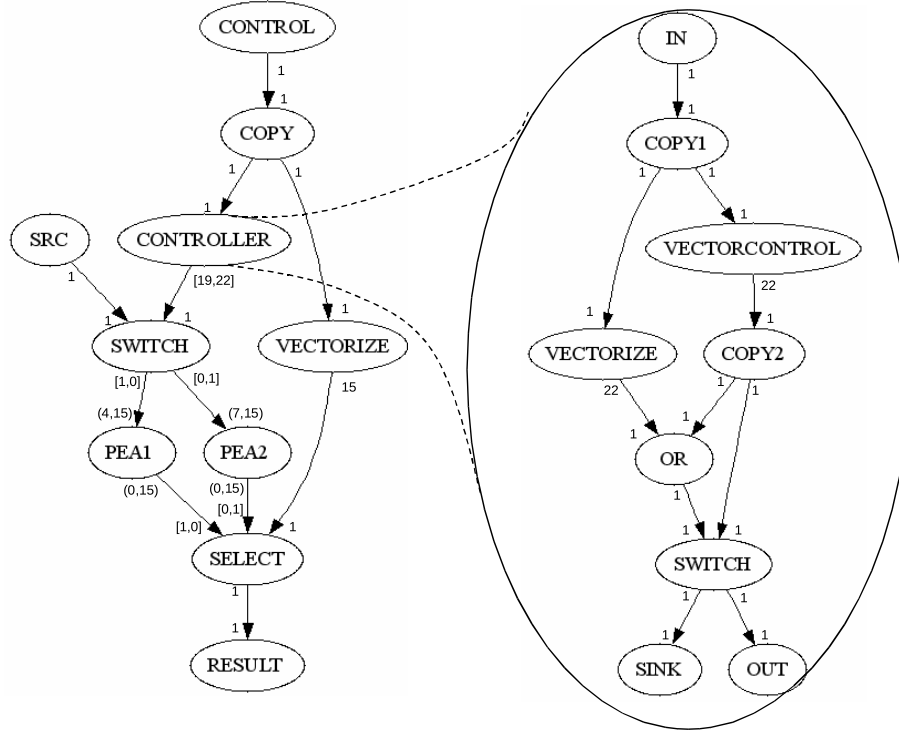 CONTROL
1
1
COPY
1
1
1
CONTROLLER
SRC
1
[19,22]
1
1
1
SWITCH
VECTORIZE
[1,0]
[0,1]
15
(4,15)
(7,15)
PEA1
PEA2
(0,15)
(0,15)
[0,1]
[1,0]
1
SELECT
1
1
RESULT
IN
1
1
COPY1
1
1
1
VECTORCONTROL
22
1
1
VECTORIZE
COPY2
22
1
1
1
1
OR
1
1
1
SWITCH
1
1
1
1
SINK
OUT